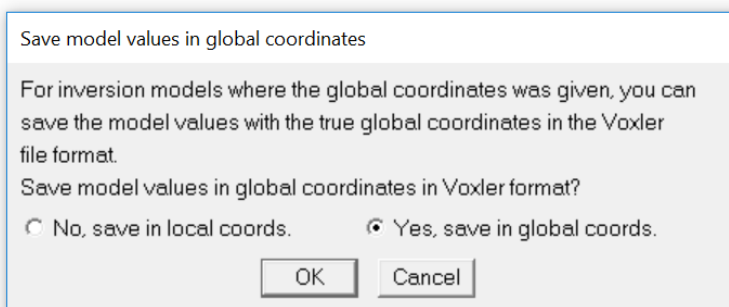 Save model values in global coordinates
For inversion models where the global coordinates was given, you can
save the model values with the true global coordinates in the Voxler
file format.
Save model values in global coordinates in Voxler format?
No, save in local coords. Yes, save in global coords.
OK Cancel